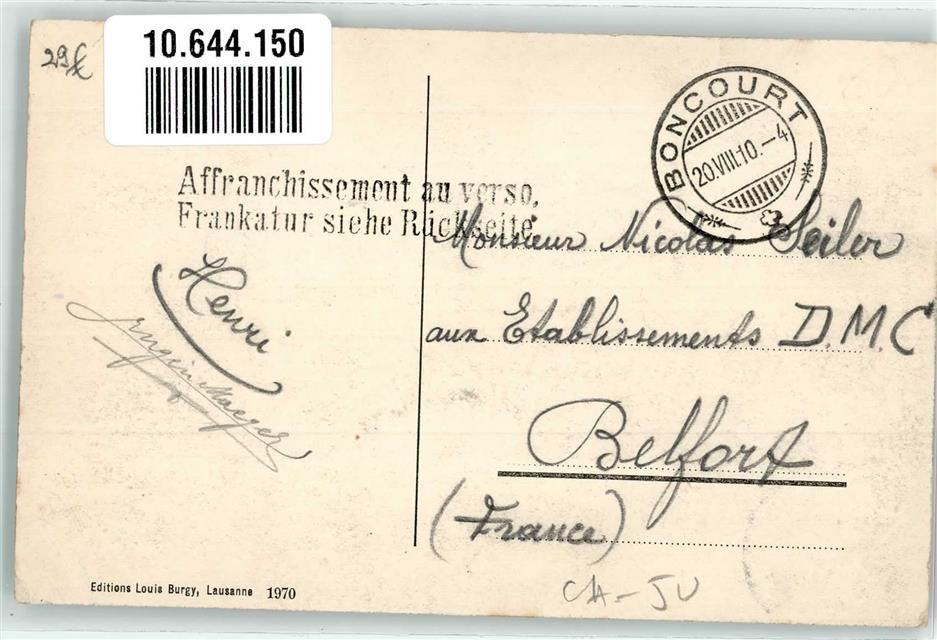 29€
10.644.150
BONCOURT
20.VIII.10.—4
Affranchissement au verso.
Frankatur siehe Rückseite
Monsieur Nicolas Seiler
aux Etablissements D.M.C
Belfort
(France)
Henri
CH-JU
Editions Louis Burgy, Lausanne 1970